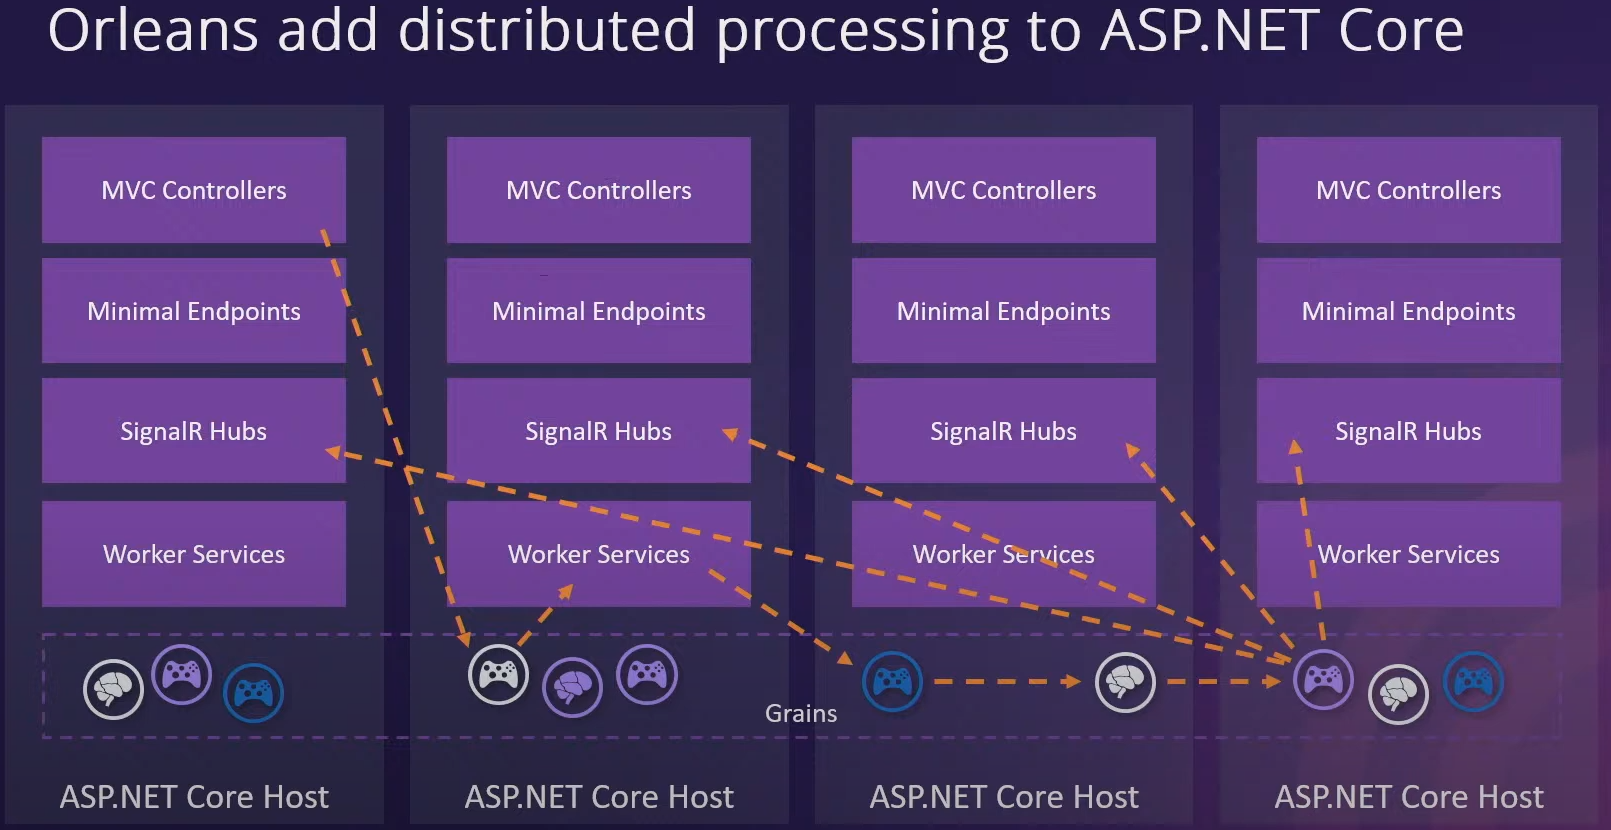 Orleans add distributed processing to ASP.NET Core
MVC Controllers
Minimal Endpoints
SignalR Hubs
Worker Services
ASP.NET Core Host
MVC Controllers
Minimal Endpoints
SignalR Hubs
Worker Services
ASP.NET Core Host
MVC Controllers
Minimal Endpoints
SignalR Hubs
Worker Services
ASP.NET Core Host
MVC Controllers
Minimal Endpoints
SignalR Hubs
Worker Services
ASP.NET Core Host
Grains